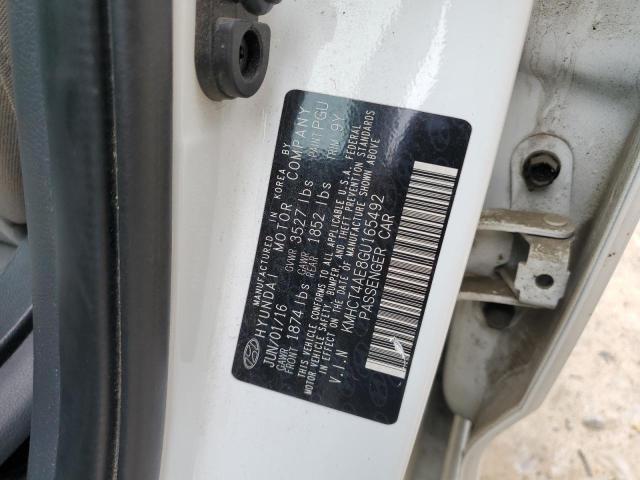 MANUFACTURED IN KOREA BY
HYUNDAI MOTOR COMPANY
JUN/01/16 GVWR 3527 lbs PAINT PGU
GAWR FRONT 1874 lbs GAWR REAR 1852 lbs TRIM 9Y
THIS VEHICLE CONFORMS TO ALL APPLICABLE U.S.A. FEDERAL
MOTOR VEHICLE SAFETY, BUMPER, AND THEFT PREVENTION STANDARDS
IN EFFECT ON THE DATE OF MANUFACTURE SHOWN ABOVE
V.I.N KMHCT4AE8GU165492
PASSENGER CAR